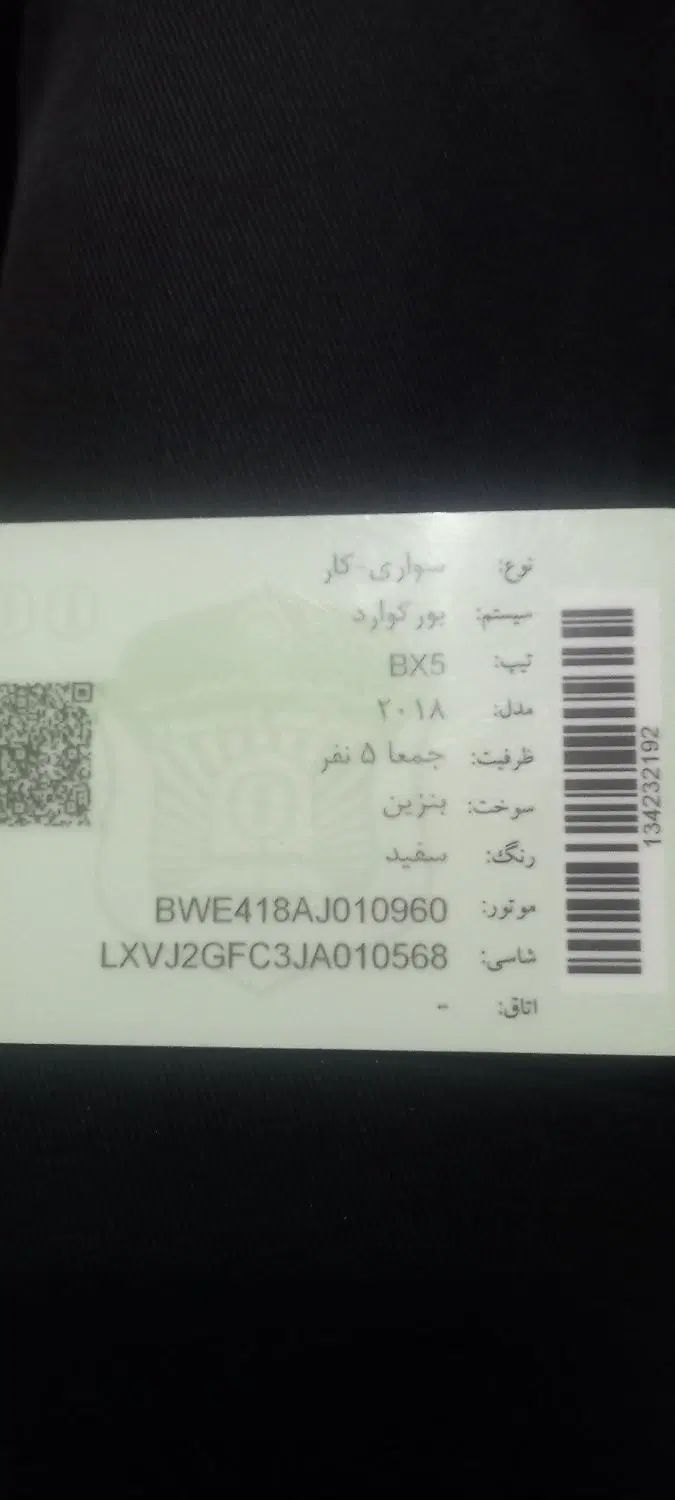 نوع: سواری-کار
سیستم: بورگوارد
تیپ: BX5
مدل: ۲۰۱۸
ظرفیت: جمعا ۵ نفر
سوخت: بنزین
رنگ: سفید
موتور: BWE418AJ010960
شاسی: LXVJ2GFC3JA010568
اتاق: -
134232192